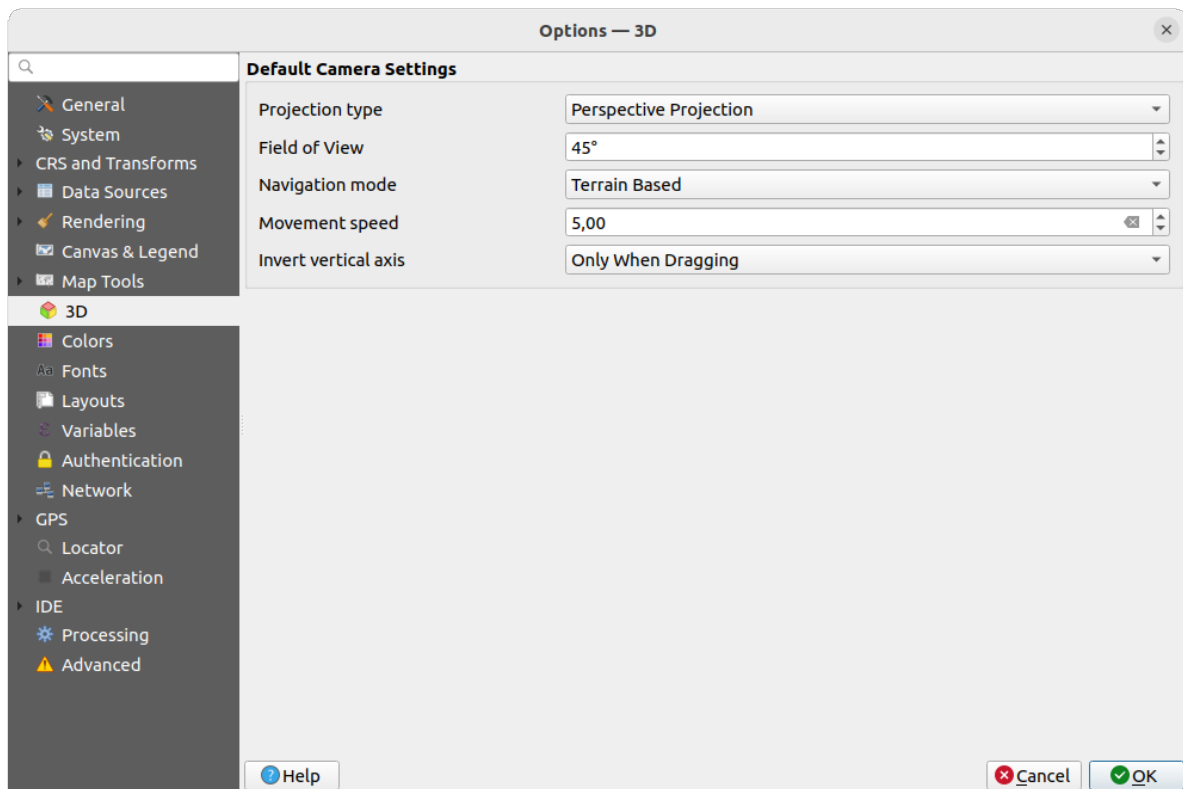 Options — 3D
Default Camera Settings
General
Projection type
Perspective Projection
System
Field of View
45°
CRS and Transforms
Navigation mode
Terrain Based
Data Sources
Movement speed
5,00
Rendering
Invert vertical axis
Only When Dragging
Canvas & Legend
Map Tools
3D
Colors
Aa Fonts
Layouts
Variables
Authentication
Network
GPS
Locator
Acceleration
IDE
Processing
Advanced
Help
Cancel
OK